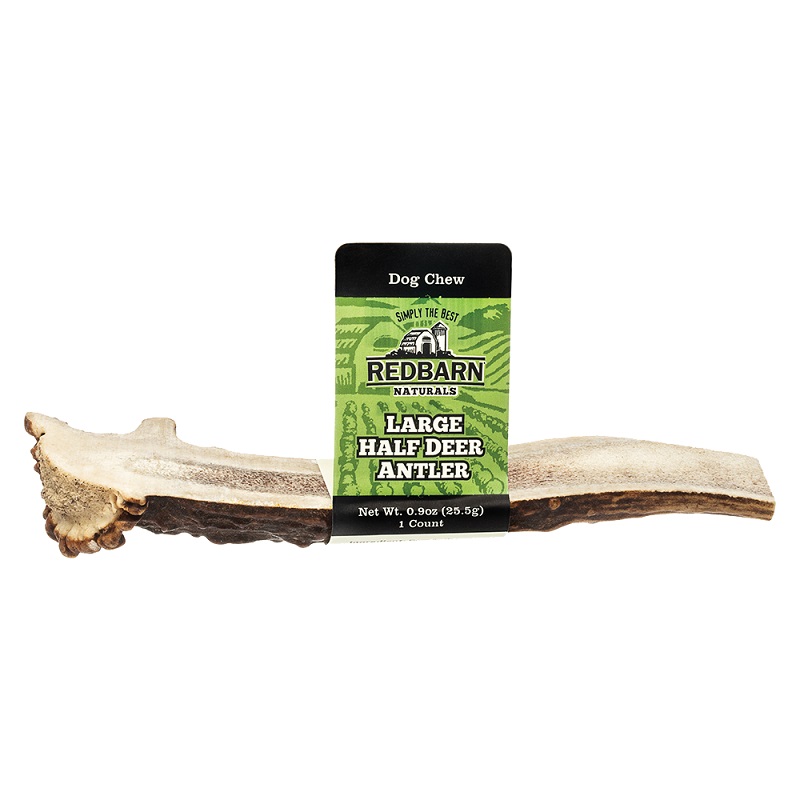 Dog Chew
SIMPLY THE BEST
REDBARN
NATURALS
LARGE
HALF DEER
ANTLER
Net Wt. 0.9oz (25.5g)
1 Count